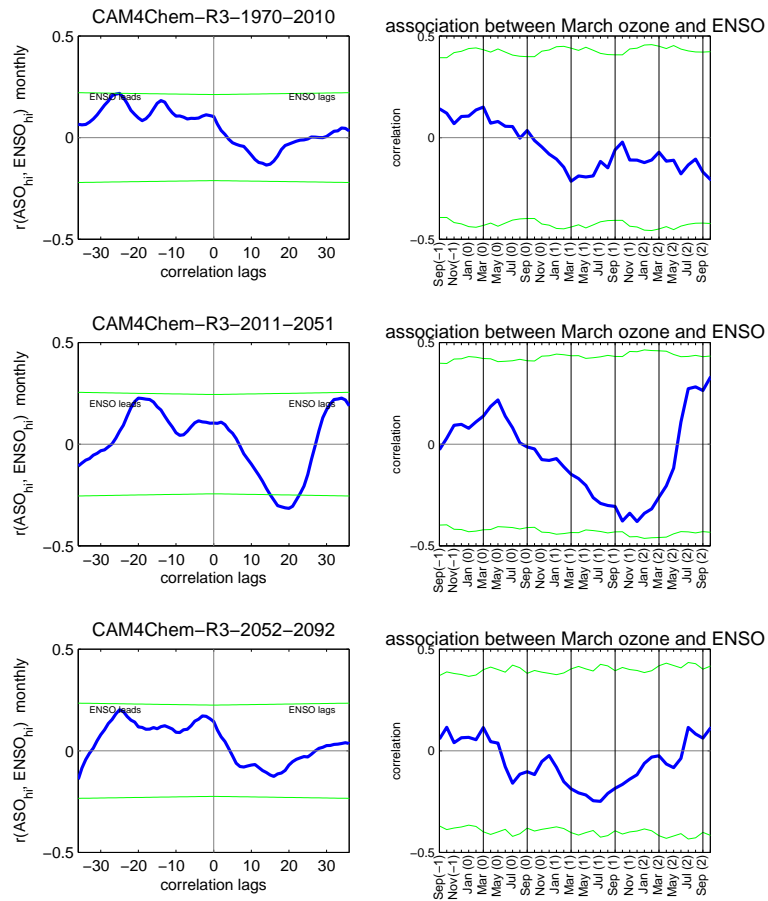 CAM4Chem−R3−1970−2010
r(ASO_hi, ENSO_hi) monthly
0.5
0
−0.5
ENSO leads
ENSO lags
−30 −20 −10 0 10 20 30
correlation lags
association between March ozone and ENSO
correlation
0.5
0
−0.5
Sep(−1)
Nov(−1)
Jan (0)
Mar (0)
May (0)
Jul (0)
Sep (0)
Nov (0)
Jan (1)
Mar (1)
May (1)
Jul (1)
Sep (1)
Nov (1)
Jan (2)
Mar (2)
May (2)
Jul (2)
Sep (2)
CAM4Chem−R3−2011−2051
r(ASO_hi, ENSO_hi) monthly
0.5
0
−0.5
ENSO leads
ENSO lags
−30 −20 −10 0 10 20 30
correlation lags
association between March ozone and ENSO
correlation
0.5
0
−0.5
Sep(−1)
Nov(−1)
Jan (0)
Mar (0)
May (0)
Jul (0)
Sep (0)
Nov (0)
Jan (1)
Mar (1)
May (1)
Jul (1)
Sep (1)
Nov (1)
Jan (2)
Mar (2)
May (2)
Jul (2)
Sep (2)
CAM4Chem−R3−2052−2092
r(ASO_hi, ENSO_hi) monthly
0.5
0
−0.5
ENSO leads
ENSO lags
−30 −20 −10 0 10 20 30
correlation lags
association between March ozone and ENSO
correlation
0.5
0
−0.5
Sep(−1)
Nov(−1)
Jan (0)
Mar (0)
May (0)
Jul (0)
Sep (0)
Nov (0)
Jan (1)
Mar (1)
May (1)
Jul (1)
Sep (1)
Nov (1)
Jan (2)
Mar (2)
May (2)
Jul (2)
Sep (2)